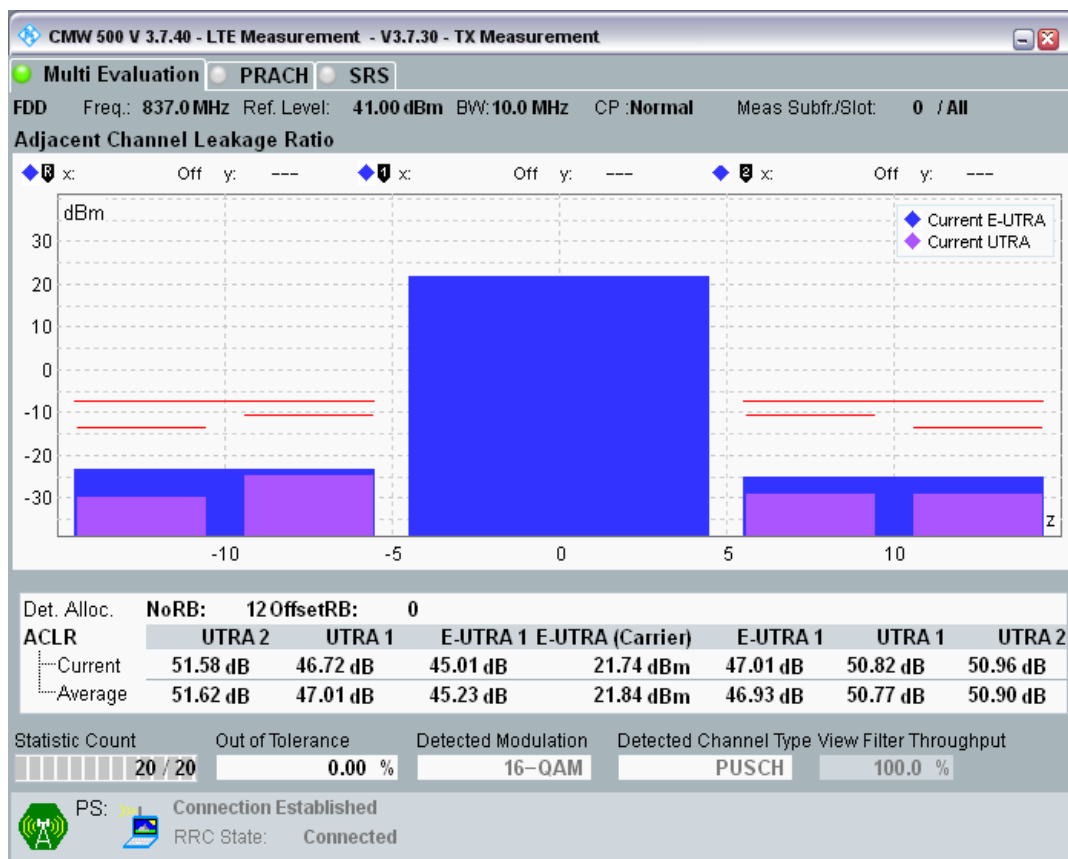 CMW 500 V 3.7.40 - LTE Measurement - V3.7.30 - TX Measurement
Multi Evaluation PRACH SRS
FDD Freq.: 837.0 MHz Ref. Level: 41.00 dBm BW: 10.0 MHz CP :Normal Meas Subfr./Slot: 0 / All
Adjacent Channel Leakage Ratio
R x: Off y: --- 1 x: Off y: --- 2 x: Off y: ---
dBm
Current E-UTRA
Current UTRA
30
20
10
0
-10
-20
-30
z
-10 -5 0 5 10
Det. Alloc. NoRB: 12 OffsetRB: 0
ACLR UTRA 2 UTRA 1 E-UTRA 1 E-UTRA (Carrier) E-UTRA 1 UTRA 1 UTRA 2
Current 51.58 dB 46.72 dB 45.01 dB 21.74 dBm 47.01 dB 50.82 dB 50.96 dB
Average 51.62 dB 47.01 dB 45.23 dB 21.84 dBm 46.93 dB 50.77 dB 50.90 dB
Statistic Count Out of Tolerance Detected Modulation Detected Channel Type View Filter Throughput
20 / 20 0.00 % 16-QAM PUSCH 100.0 %
PS: Connection Established
RRC State: Connected